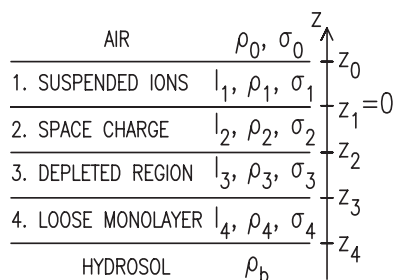 z
AIR ρ₀, σ₀
z₀
1. SUSPENDED IONS l₁, ρ₁, σ₁
z₁=0
2. SPACE CHARGE l₂, ρ₂, σ₂
z₂
3. DEPLETED REGION l₃, ρ₃, σ₃
z₃
4. LOOSE MONOLAYER l₄, ρ₄, σ₄
z₄
HYDROSOL ρb